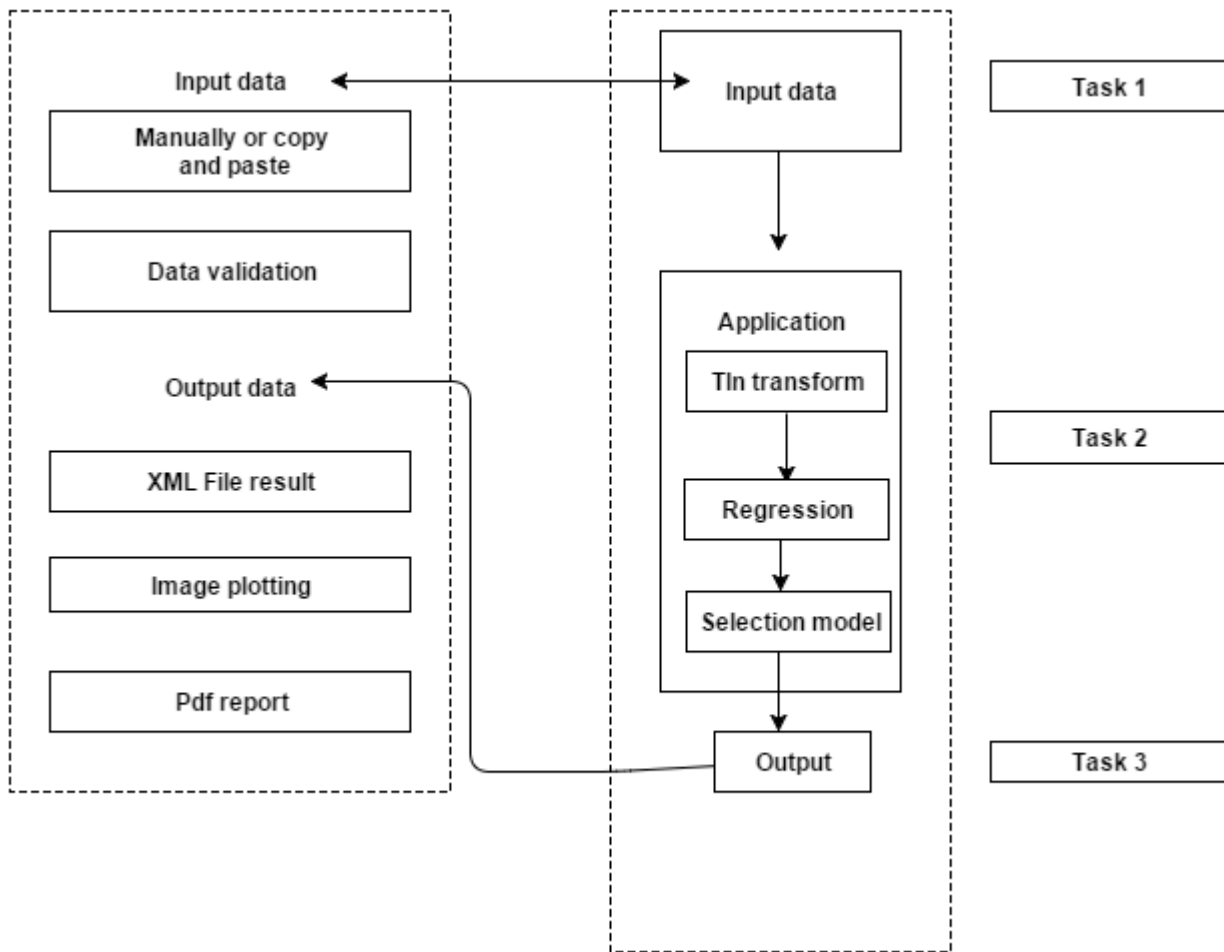 Input data
Manually or copy
and paste
Data validation
Output data
XML File result
Image plotting
Pdf report
Input data
Application
Tln transform
Regression
Selection model
Output
Task 1
Task 2
Task 3